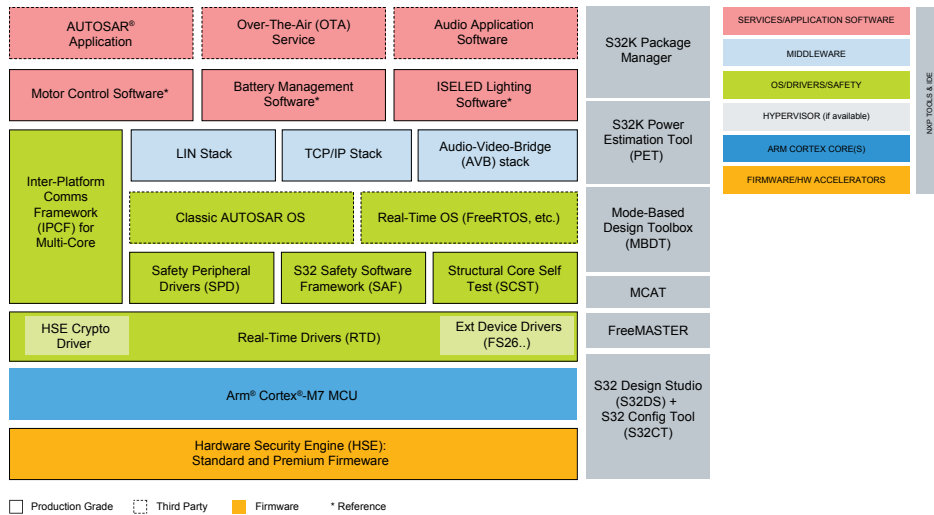 AUTOSAR®
Application
Over-The-Air (OTA)
Service
Audio Application
Software
Motor Control Software*
Battery Management
Software*
ISELED Lighting
Software*
Inter-Platform
Comms
Framework
(IPCF) for
Multi-Core
LIN Stack
TCP/IP Stack
Audio-Video-Bridge
(AVB) stack
Classic AUTOSAR OS
Real-Time OS (FreeRTOS, etc.)
Safety Peripheral
Drivers (SPD)
S32 Safety Software
Framework (SAF)
Structural Core Self
Test (SCST)
HSE Crypto
Driver
Real-Time Drivers (RTD)
Ext Device Drivers
(FS26..)
Arm® Cortex®-M7 MCU
Hardware Security Engine (HSE):
Standard and Premium Firmeware
S32K Package
Manager
S32K Power
Estimation Tool
(PET)
Mode-Based
Design Toolbox
(MBDT)
MCAT
FreeMASTER
S32 Design Studio
(S32DS) +
S32 Config Tool
(S32CT)
SERVICES/APPLICATION SOFTWARE
MIDDLEWARE
OS/DRIVERS/SAFETY
HYPERVISOR (if available)
ARM CORTEX CORE(S)
FIRMWARE/HW ACCELERATORS
NXP TOOLS & IDE
Production Grade
Third Party
Firmware
* Reference